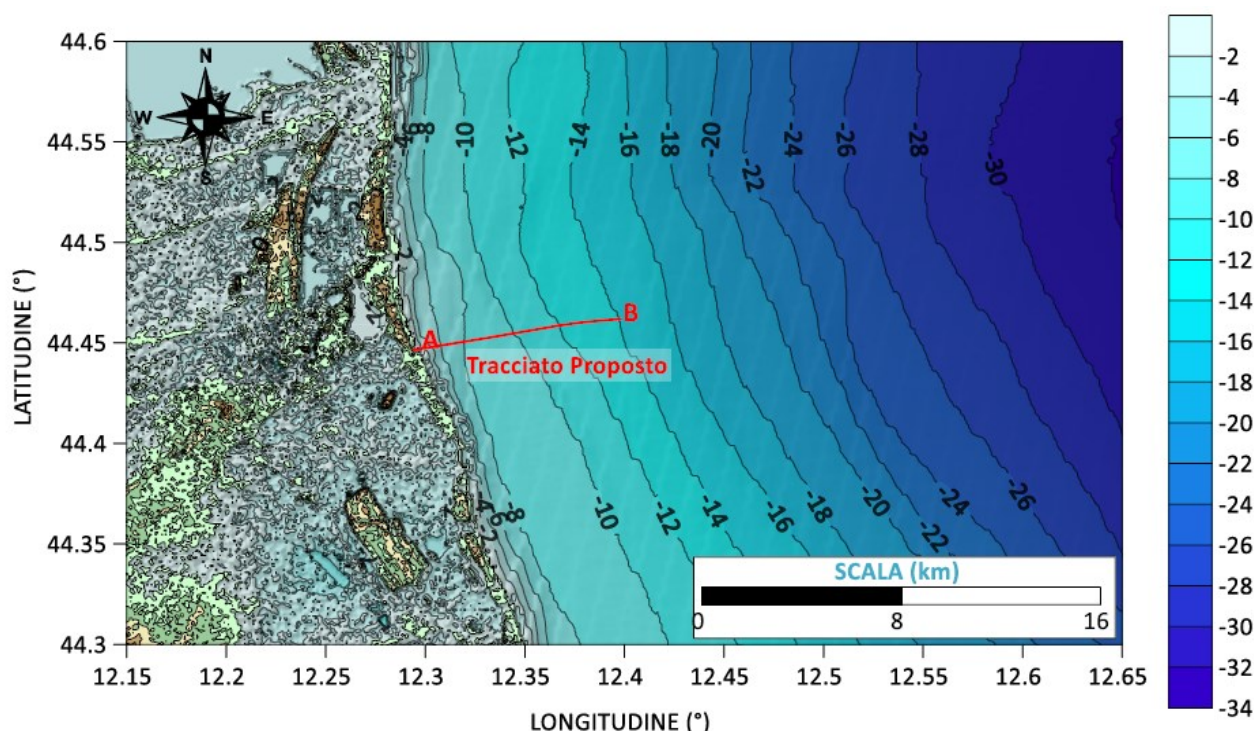 44.6
44.55
44.5
44.45
44.4
44.35
44.3
LATITUDINE (°)
12.15 12.2 12.25 12.3 12.35 12.4 12.45 12.5 12.55 12.6 12.65
LONGITUDINE (°)
N
W E
S
-8 -10 -12 -14 -16 -18 -20 -22 -24 -26 -28 -30
A
B
Tracciato Proposto
-8 -10 -12 -14 -16 -18 -20 -22 -24 -26
SCALA (km)
0 8 16
-2
-4
-6
-8
-10
-12
-14
-16
-18
-20
-22
-24
-26
-28
-30
-32
-34